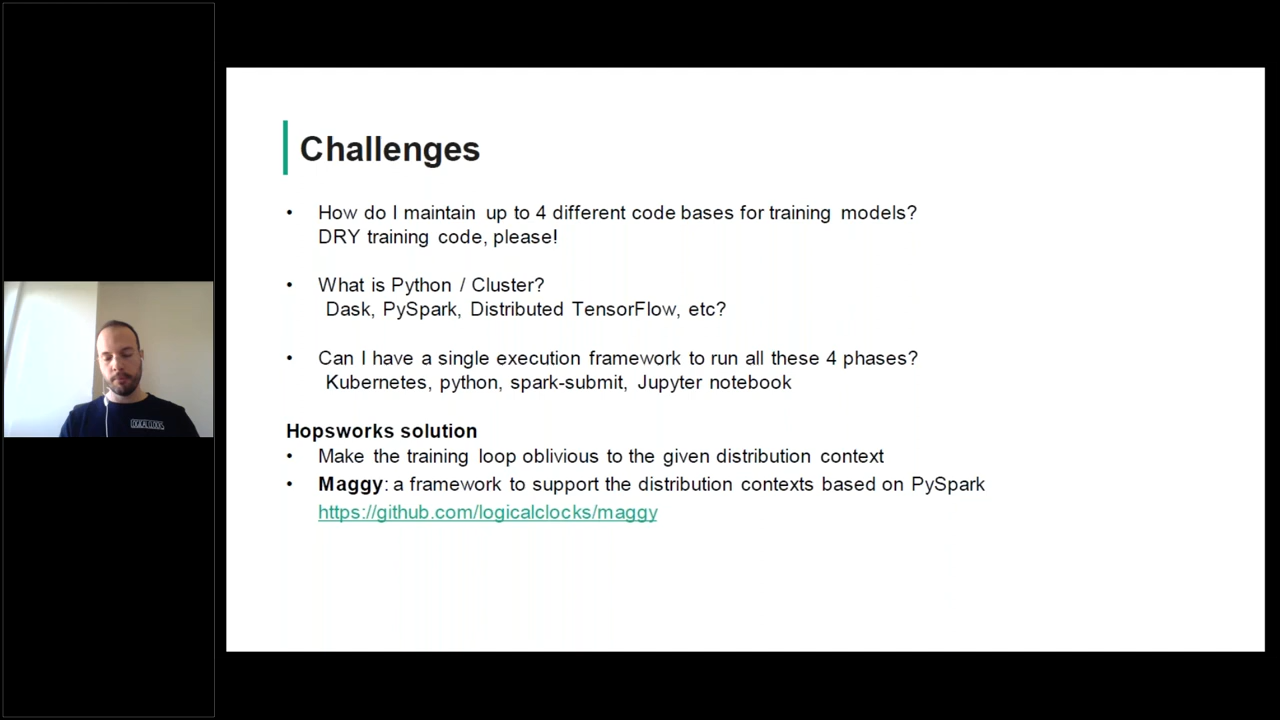 Challenges
• How do I maintain up to 4 different code bases for training models?
DRY training code, please!
• What is Python / Cluster?
Dask, PySpark, Distributed TensorFlow, etc?
• Can I have a single execution framework to run all these 4 phases?
Kubernetes, python, spark-submit, Jupyter notebook
Hopsworks solution
• Make the training loop oblivious to the given distribution context
• Maggy: a framework to support the distribution contexts based on PySpark
https://github.com/logicalclocks/maggy